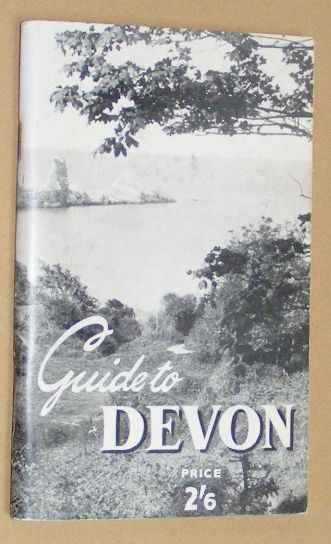 Guide to
DEVON
PRICE
2'/6